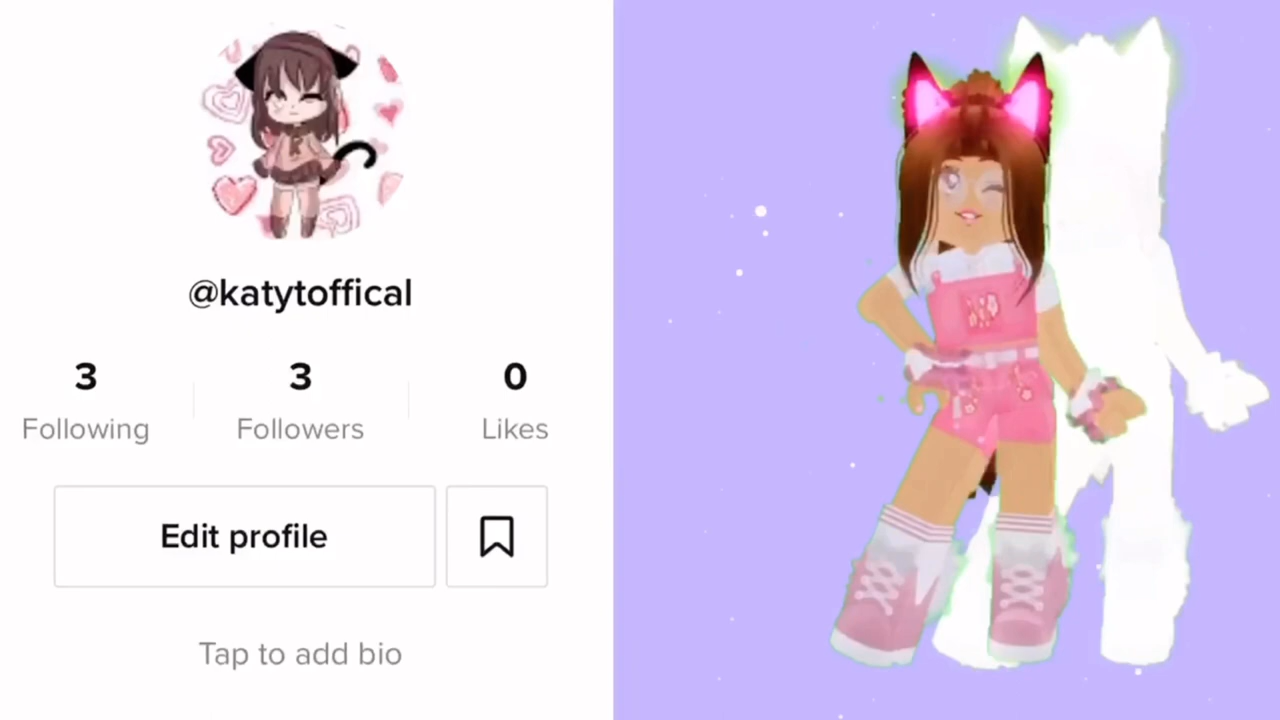 @katytoffical
3 3 0
Following Followers Likes
Edit profile
Tap to add bio